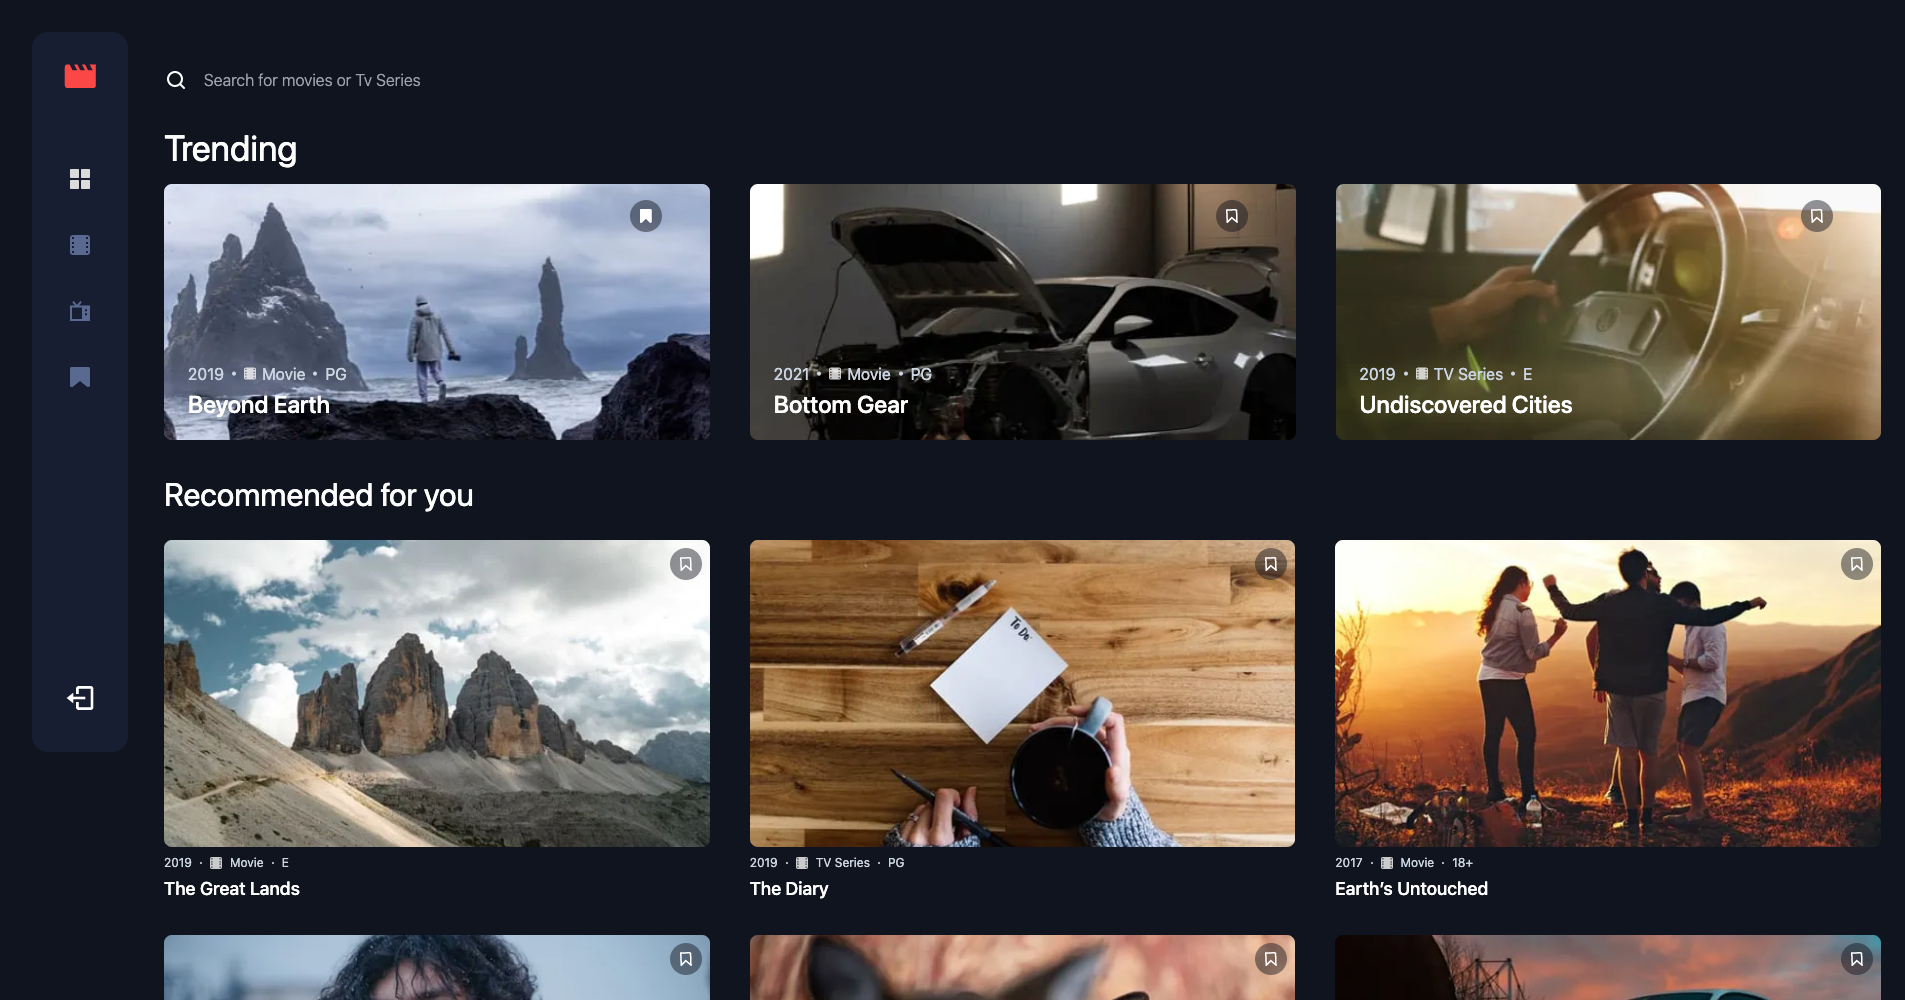 Search for movies or Tv Series
Trending
2019 • Movie • PG
Beyond Earth
2021 • Movie • PG
Bottom Gear
2019 • TV Series • E
Undiscovered Cities
Recommended for you
To Do.
2019 · Movie · E
The Great Lands
2019 · TV Series · PG
The Diary
2017 · Movie · 18+
Earth’s Untouched